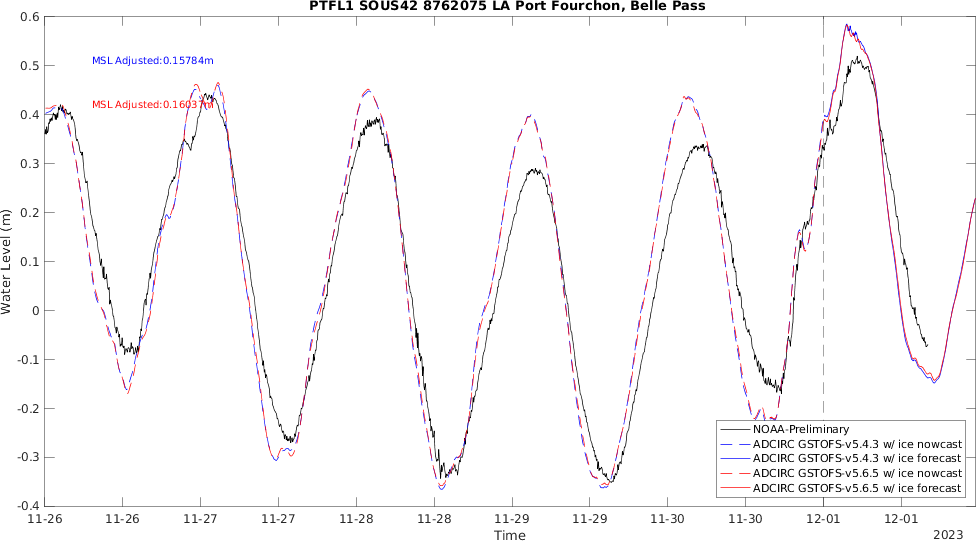 PTFL1 SOUS42 8762075 LA Port Fourchon, Belle Pass
0.6
0.5
0.4
0.3
0.2
0.1
0
-0.1
-0.2
-0.3
-0.4
Water Level (m)
MSL Adjusted:0.15784m
MSL Adjusted:0.16037m
NOAA-Preliminary
ADCIRC GSTOFS-v5.4.3 w/ ice nowcast
ADCIRC GSTOFS-v5.4.3 w/ ice forecast
ADCIRC GSTOFS-v5.6.5 w/ ice nowcast
ADCIRC GSTOFS-v5.6.5 w/ ice forecast
11-26 11-26 11-27 11-27 11-28 11-28 11-29 11-29 11-30 11-30 12-01 12-01
Time
2023